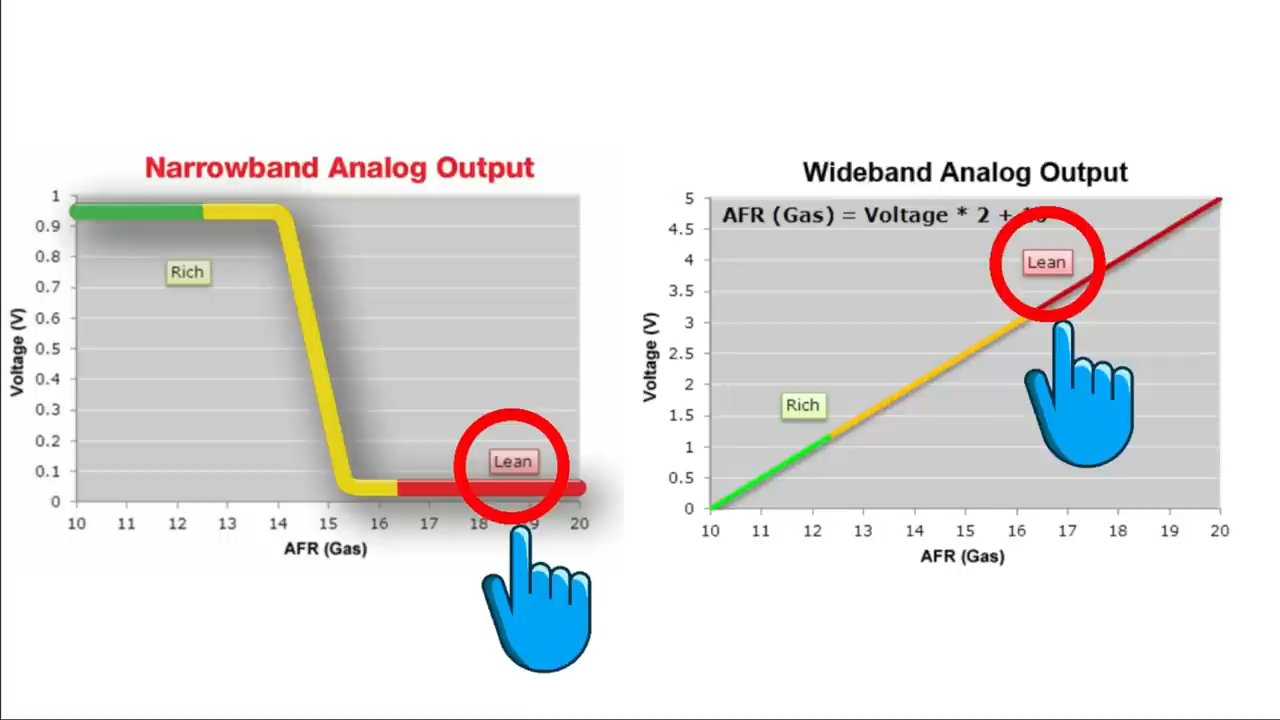 Narrowband Analog Output
1
0.9
0.8
0.7
0.6
0.5
0.4
0.3
0.2
0.1
0
Voltage (V)
Rich
Lean
10 11 12 13 14 15 16 17 18 19 20
AFR (Gas)
Wideband Analog Output
AFR (Gas) = Voltage * 2 + 10
5
4.5
4
3.5
3
2.5
2
1.5
1
0.5
0
Voltage (V)
Lean
Rich
10 11 12 13 14 15 16 17 18 19 20
AFR (Gas)